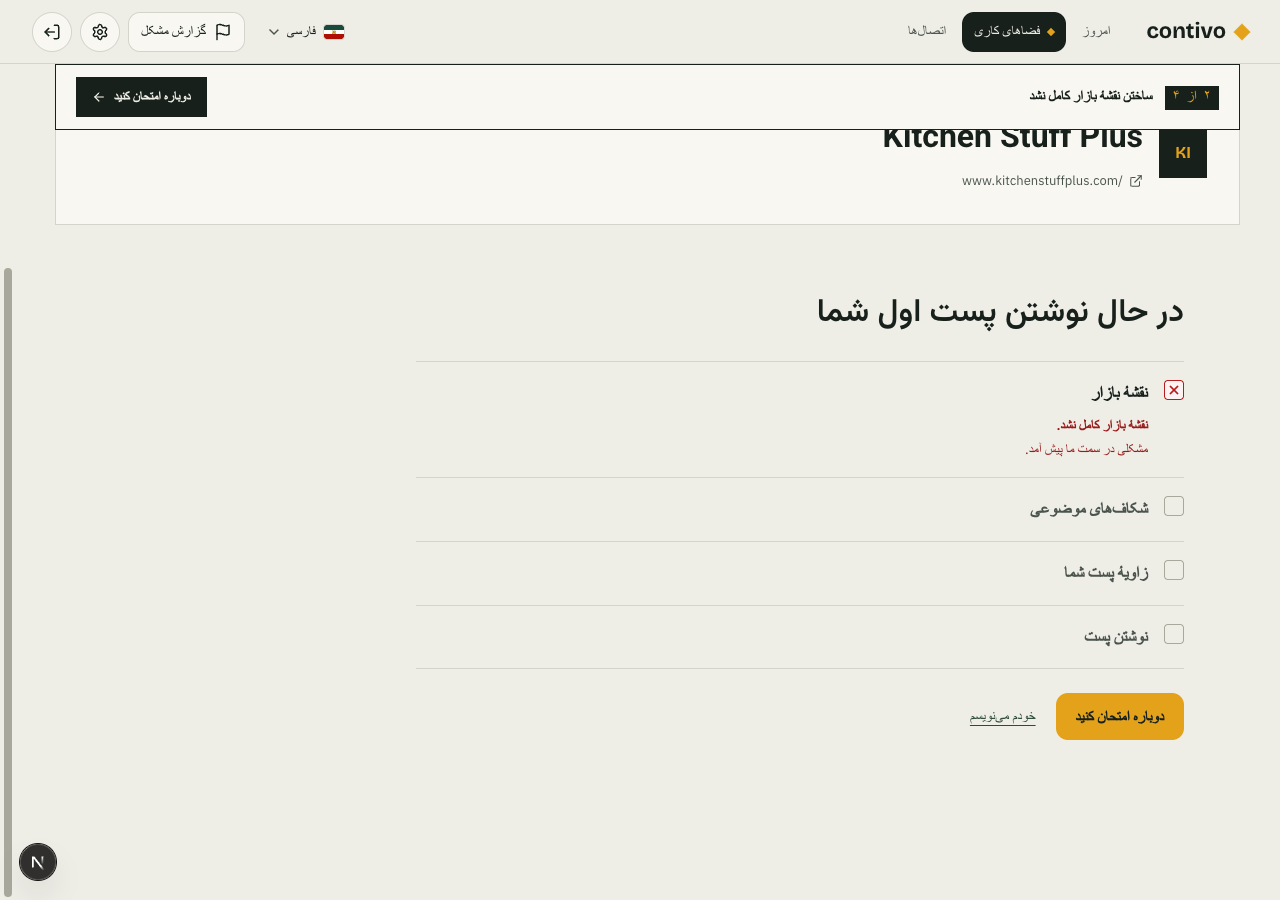 contivo
امروز
فضاهای کاری
اتصال‌ها
فارسی
گزارش مشکل
۲ از ۴
ساختن نقشهٔ بازار کامل نشد
دوباره امتحان کنید
KI
Kitchen Stuff Plus
www.kitchenstuffplus.com/
در حال نوشتن پست اول شما
نقشهٔ بازار
نقشهٔ بازار کامل نشد.
مشکلی در سمت ما پیش آمد.
شکاف‌های موضوعی
زاویهٔ پست شما
نوشتن پست
دوباره امتحان کنید
خودم می‌نویسم
N